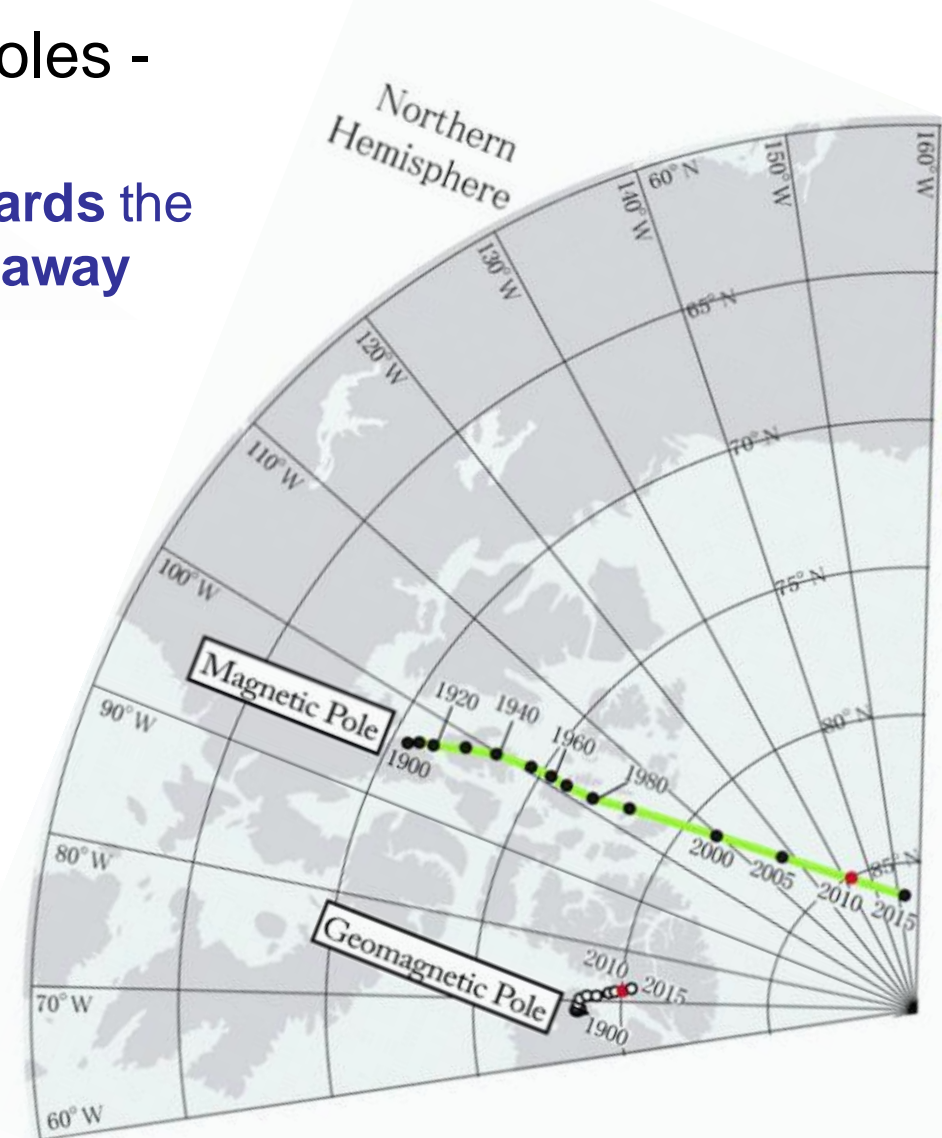 oles -
ards the
away
Northern
Hemisphere
160° W
150° W
60° N
140° W
130° W
65° N
120° W
70° N
110° W
75° N
100° W
Magnetic Pole
1920
1940
1960
1980
80° N
90° W
1900
2000
2005
2010
2015
85° N
80° W
Geomagnetic Pole
2010
2015
1900
70° W
60° W